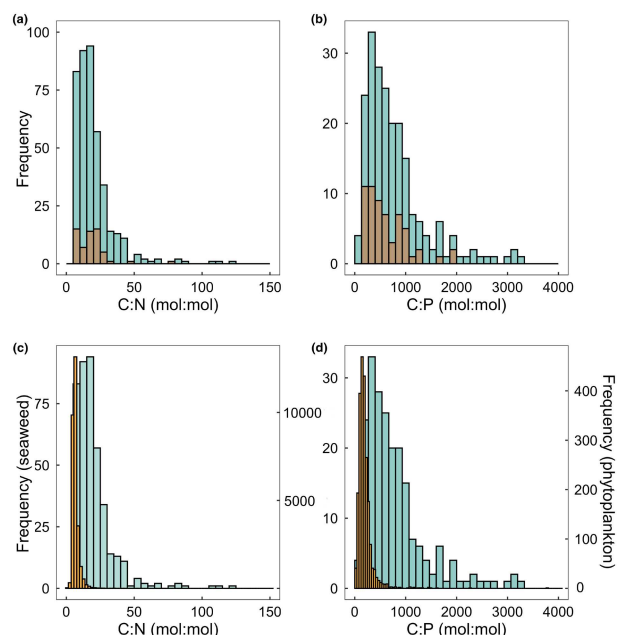 (a)
(b)
100
75
50
25
0
Frequency
0 50 100 150
C:N (mol:mol)
30
20
10
0
0 1000 2000 3000 4000
C:P (mol:mol)
(c)
(d)
75
50
25
0
Frequency (seaweed)
10000
5000
0 50 100 150
C:N (mol:mol)
30
20
10
0
400
300
200
100
0
Frequency (phytoplankton)
0 1000 2000 3000 4000
C:P (mol:mol)